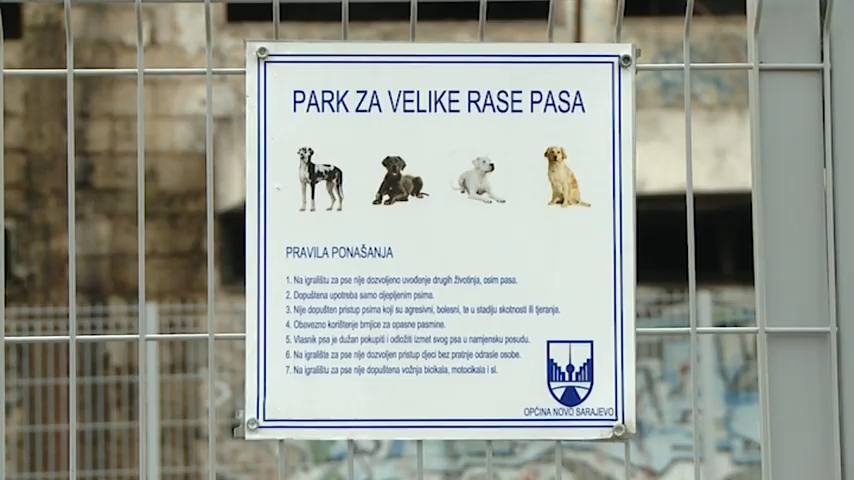 PARK ZA VELIKE RASE PASA
PRAVILA PONAŠANJA
1. Na igralištu za pse nije dozvoljeno uvođenje drugih životinja, osim pasa.
2. Dopuštena upotreba samo cijepljenim psima.
3. Nije dopušten pristup psima koji su agresivni, bolesni, te u stadiju skotnosti ili tjeranja.
4. Obavezno korištenje brnjice za opasne pasmine.
5. Vlasnik psa je dužan pokupiti i odložiti izmet svog psa u namjensku posudu.
6. Na igralište za pse nije dozvoljen pristup djeci bez pratnje odrasle osobe.
7. Na igralištu za pse nije dopuštena vožnja bicikala, motocikala i sl.
OPĆINA NOVO SARAJEVO